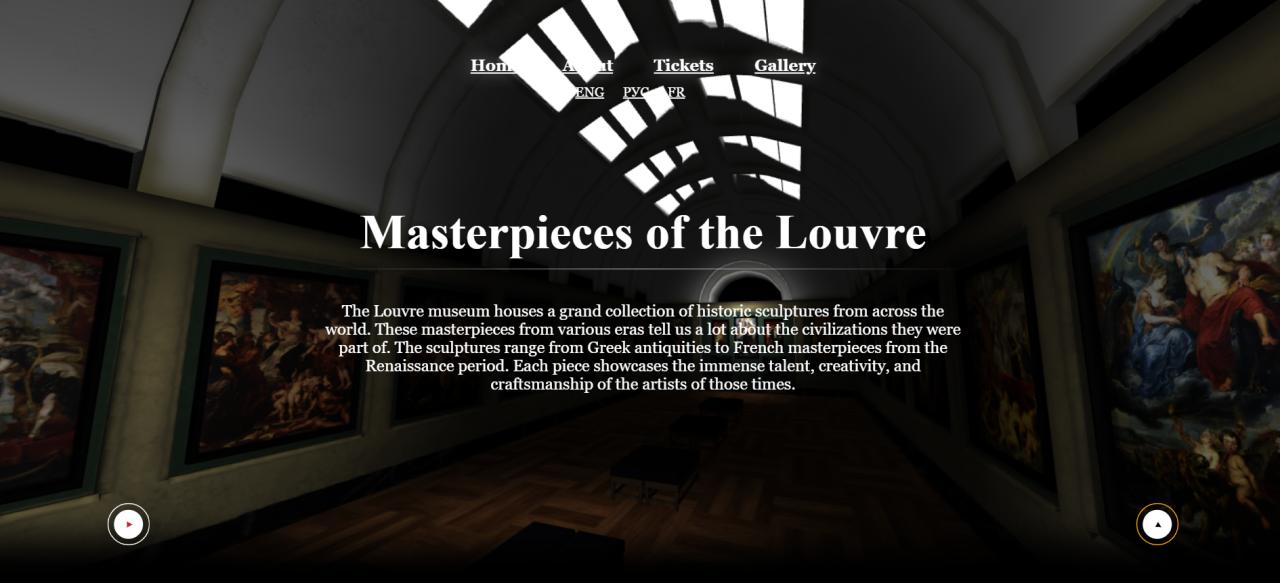 Home About Tickets Gallery
ENG РУС FR
Masterpieces of the Louvre
The Louvre museum houses a grand collection of historic sculptures from across the
world. These masterpieces from various eras tell us a lot about the civilizations they were
part of. The sculptures range from Greek antiquities to French masterpieces from the
Renaissance period. Each piece showcases the immense talent, creativity, and
craftsmanship of the artists of those times.